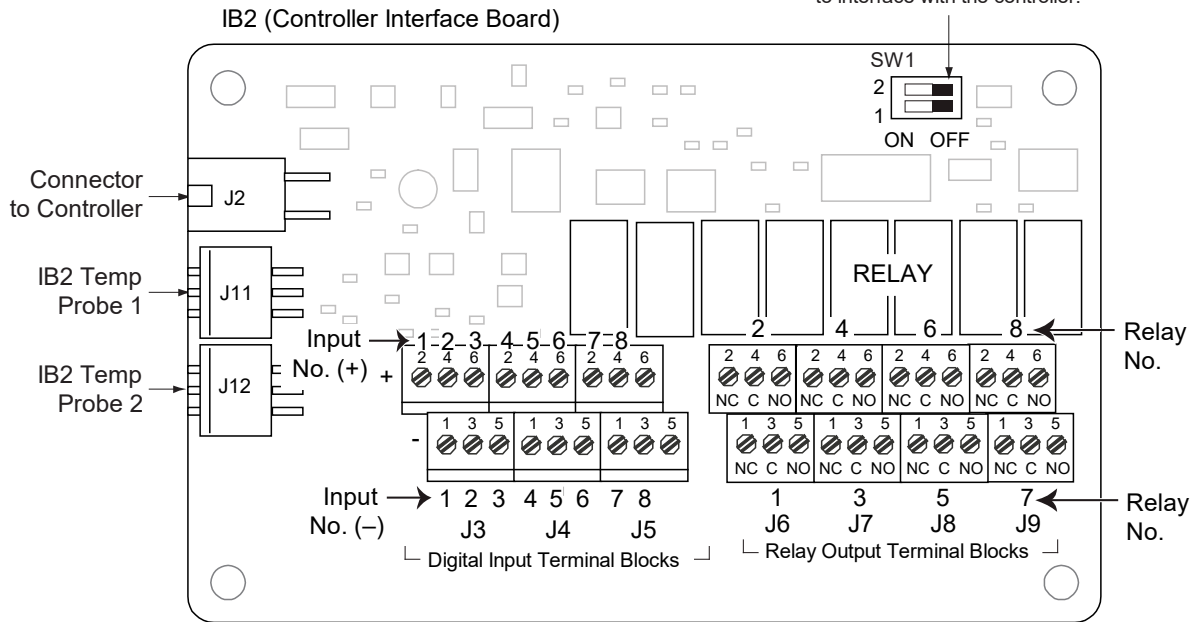 to interface with the controller.
IB2 (Controller Interface Board)
SW1
2
1
ON OFF
Connector
to Controller
J2
IB2 Temp
Probe 1
J11
IB2 Temp
Probe 2
J12
RELAY
2 4 6 8
Relay
No.
Input
No. (+)
1 2 3 4 5 6 7 8
+
2 4 6 2 4 6 2 4 6
2 4 6 2 4 6 2 4 6 2 4 6
NC C NO NC C NO NC C NO NC C NO
-
1 3 5 1 3 5 1 3 5
1 3 5 1 3 5 1 3 5 1 3 5
NC C NO NC C NO NC C NO NC C NO
Input
No. (–)
1 2 3 4 5 6 7 8
J3 J4 J5
Digital Input Terminal Blocks
1 3 5 7
J6 J7 J8 J9
Relay Output Terminal Blocks
Relay
No.